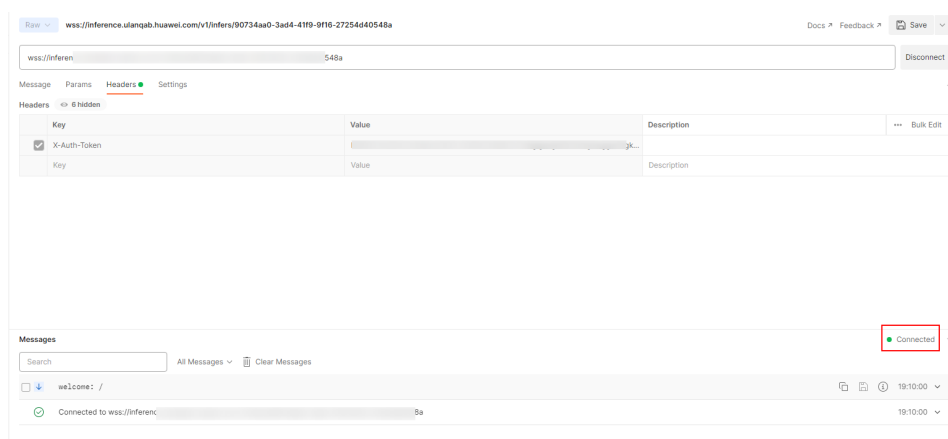 Raw wss://inference.ulanqab.huawei.com/v1/infers/90734aa0-3ad4-41f9-9f16-27254d40548a Docs Feedback Save
wss://inferen 548a Disconnect
Message Params Headers Settings
Headers 6 hidden
Key Value Description Bulk Edit
X-Auth-Token
Key Value Description
Messages Connected
Search All Messages Clear Messages
welcome: / 19:10:00
Connected to wss://inferenc 8a 19:10:00